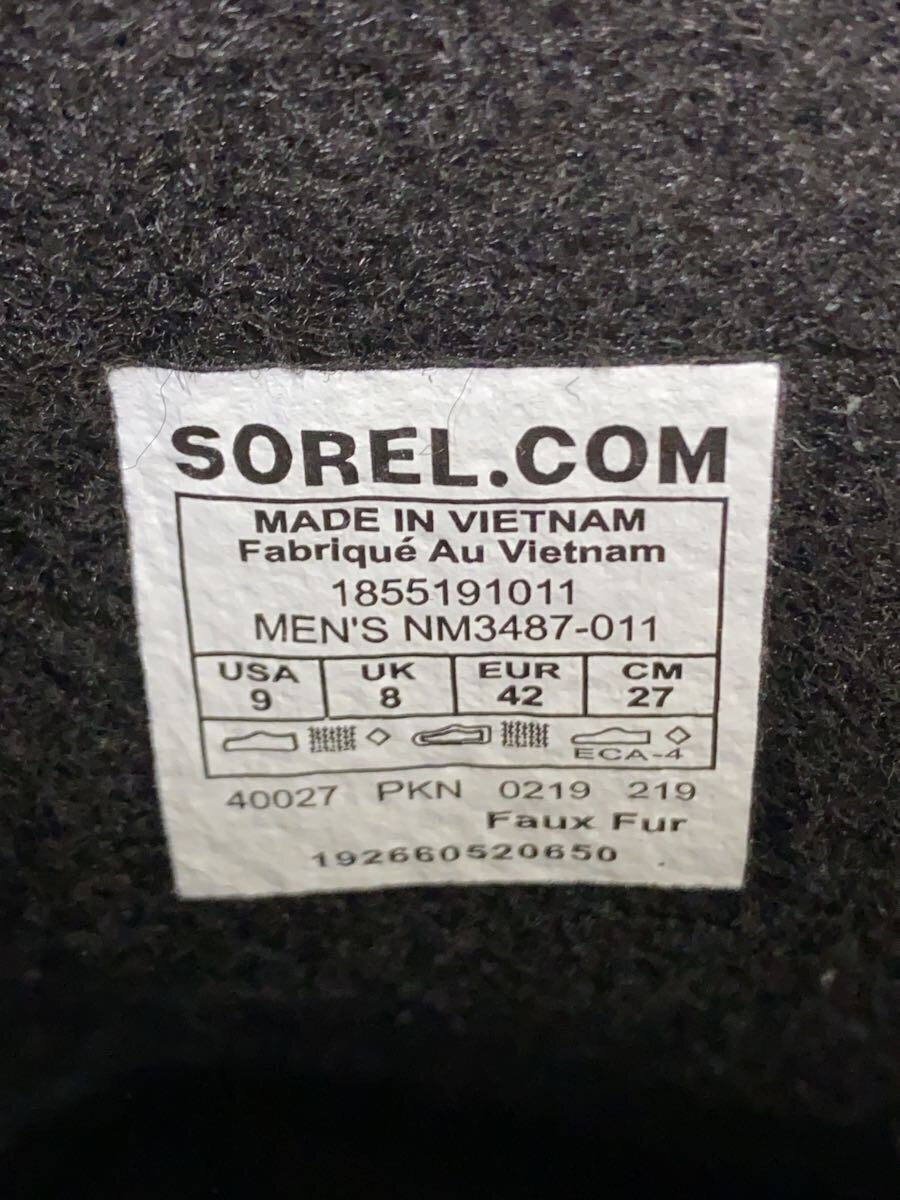 SOREL.COM
MADE IN VIETNAM
Fabriqué Au Vietnam
1855191011
MEN'S NM3487-011
USA UK EUR CM
9 8 42 27
ECA-4
40027 PKN 0219 219
Faux Fur
192660520650